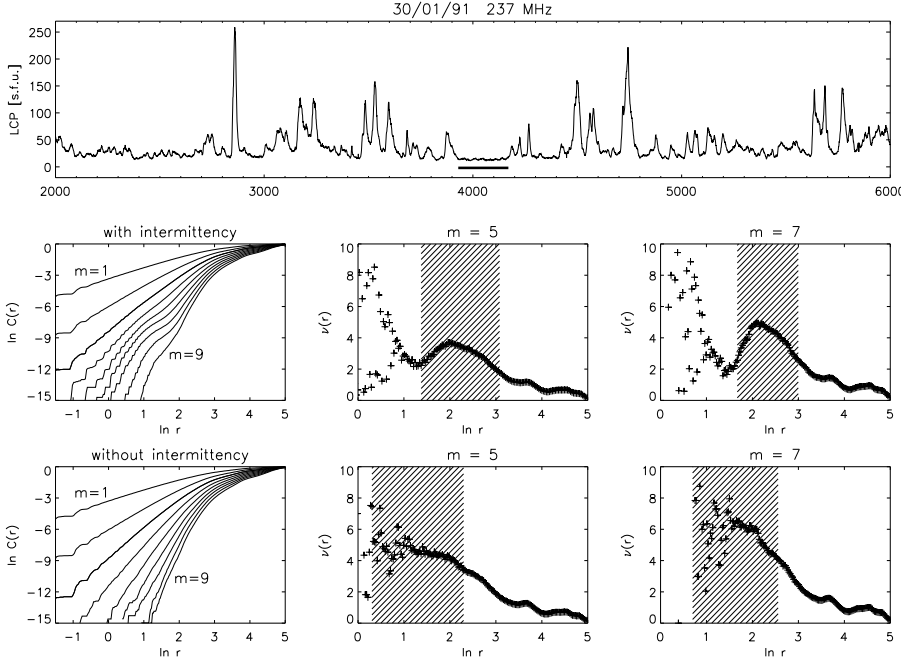 30/01/91 237 MHz
LCP [s.f.u.]
250
200
150
100
50
0
2000 3000 4000 5000 6000
with intermittency
ln C(r)
0
-3
-6
-9
-12
-15
m=1
m=9
-1 0 1 2 3 4 5
ln r
m = 5
ν(r)
10
8
6
4
2
0
0 1 2 3 4 5
ln r
m = 7
ν(r)
10
8
6
4
2
0
0 1 2 3 4 5
ln r
without intermittency
ln C(r)
0
-3
-6
-9
-12
-15
m=1
m=9
-1 0 1 2 3 4 5
ln r
m = 5
ν(r)
10
8
6
4
2
0
0 1 2 3 4 5
ln r
m = 7
ν(r)
10
8
6
4
2
0
0 1 2 3 4 5
ln r